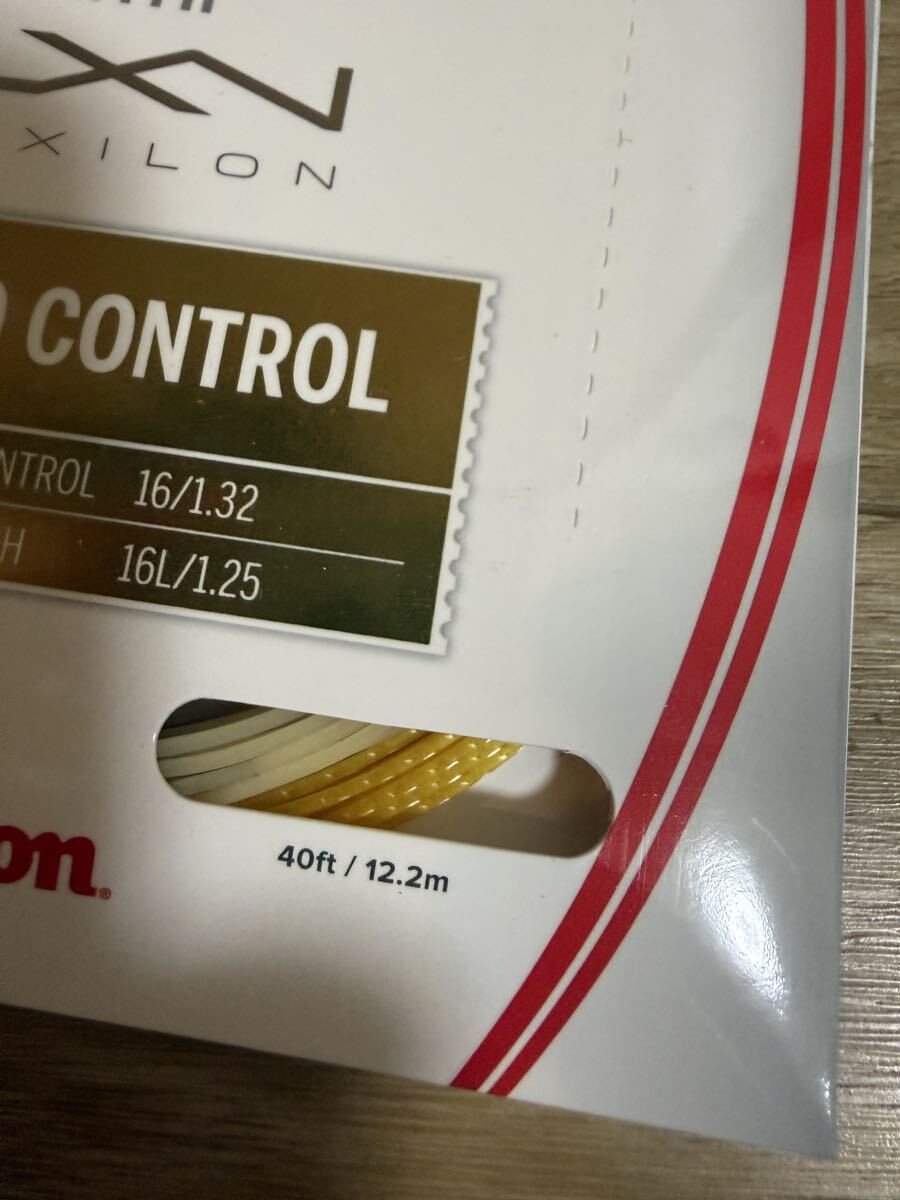 XILON
CONTROL
NTROL 16/1.32
H 16L/1.25
on®
40ft / 12.2m